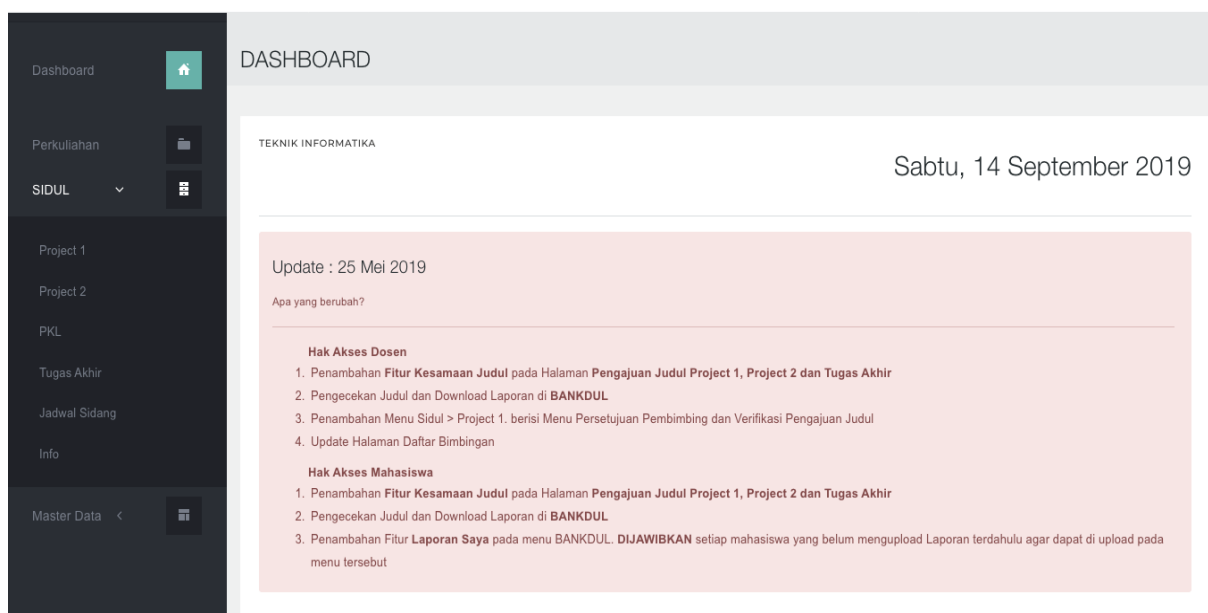 Dashboard
Perkuliahan
SIDUL
Project 1
Project 2
PKL
Tugas Akhir
Jadwal Sidang
Info
Master Data
DASHBOARD
TEKNIK INFORMATIKA
Sabtu, 14 September 2019
Update : 25 Mei 2019
Apa yang berubah?
Hak Akses Dosen
1. Penambahan Fitur Kesamaan Judul pada Halaman Pengajuan Judul Project 1, Project 2 dan Tugas Akhir
2. Pengecekan Judul dan Download Laporan di BANKDUL
3. Penambahan Menu Sidul > Project 1. berisi Menu Persetujuan Pembimbing dan Verifikasi Pengajuan Judul
4. Update Halaman Daftar Bimbingan
Hak Akses Mahasiswa
1. Penambahan Fitur Kesamaan Judul pada Halaman Pengajuan Judul Project 1, Project 2 dan Tugas Akhir
2. Pengecekan Judul dan Download Laporan di BANKDUL
3. Penambahan Fitur Laporan Saya pada menu BANKDUL. DIJAWIBKAN setiap mahasiswa yang belum mengupload Laporan terdahulu agar dapat di upload pada
menu tersebut